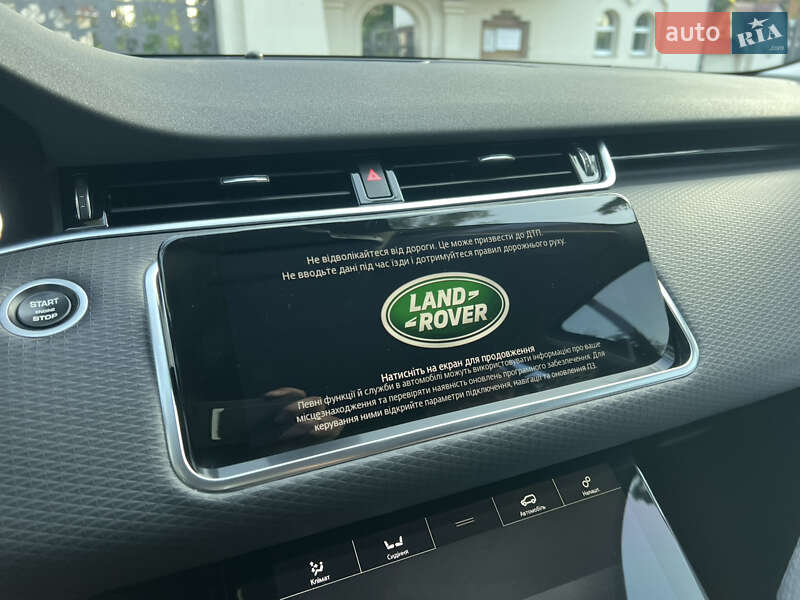 auto RIA .com
Не відволікайтеся від дороги. Це може призвести до ДТП.
Не вводьте дані під час їзди і дотримуйтеся правил дорожнього руху.
LAND
ROVER
Натисніть на екран для продовження
Певні функції й служби в автомобілі можуть використовувати інформацію про ваше
місцезнаходження та перевіряти наявність оновлень програмного забезпечення. Для
керування ними відкрийте параметри підключення, навігації та оновлення ПЗ.
START
ENGINE
STOP
Клімат
Сидіння
Автомобіль
Налашт.